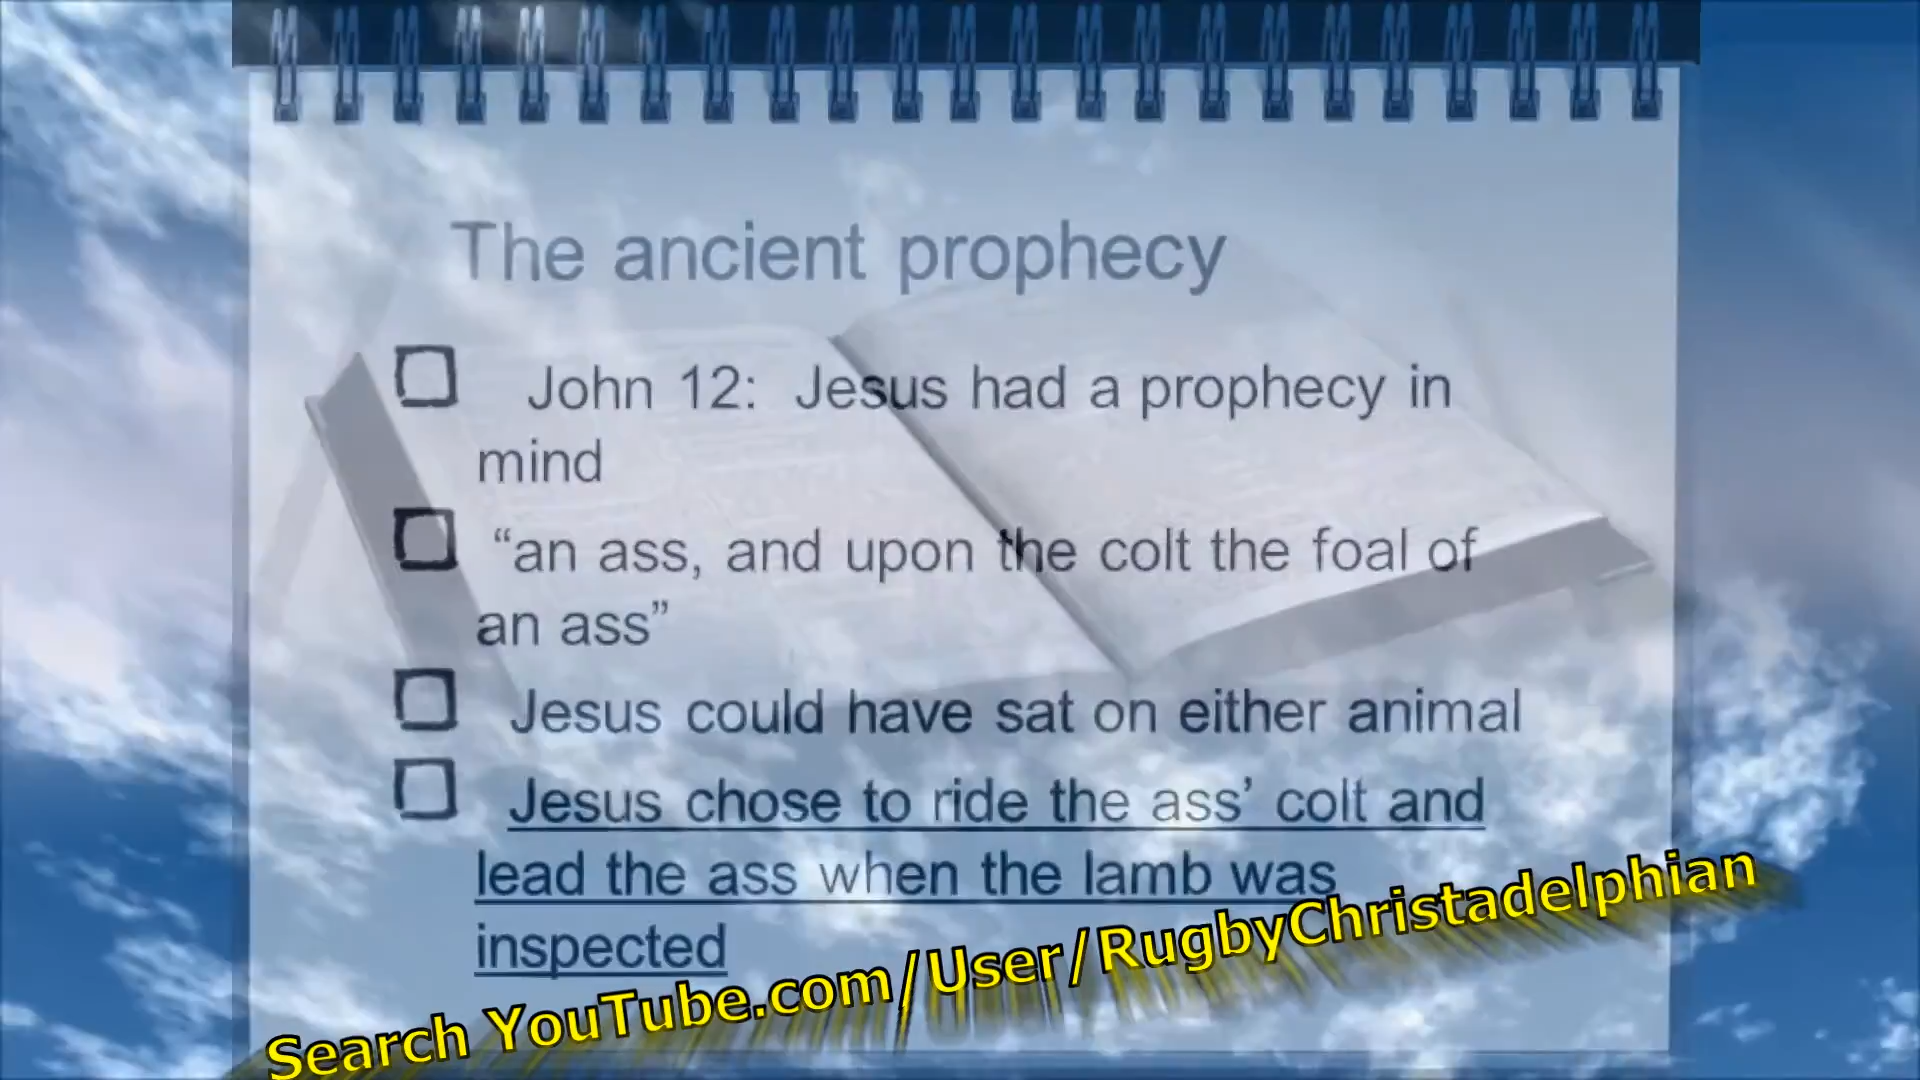 The ancient prophecy
John 12: Jesus had a prophecy in
mind
“an ass, and upon the colt the foal of
an ass”
Jesus could have sat on either animal
Jesus chose to ride the ass’ colt and
lead the ass when the lamb was
inspected
Search YouTube.com/User/RugbyChristadelphian